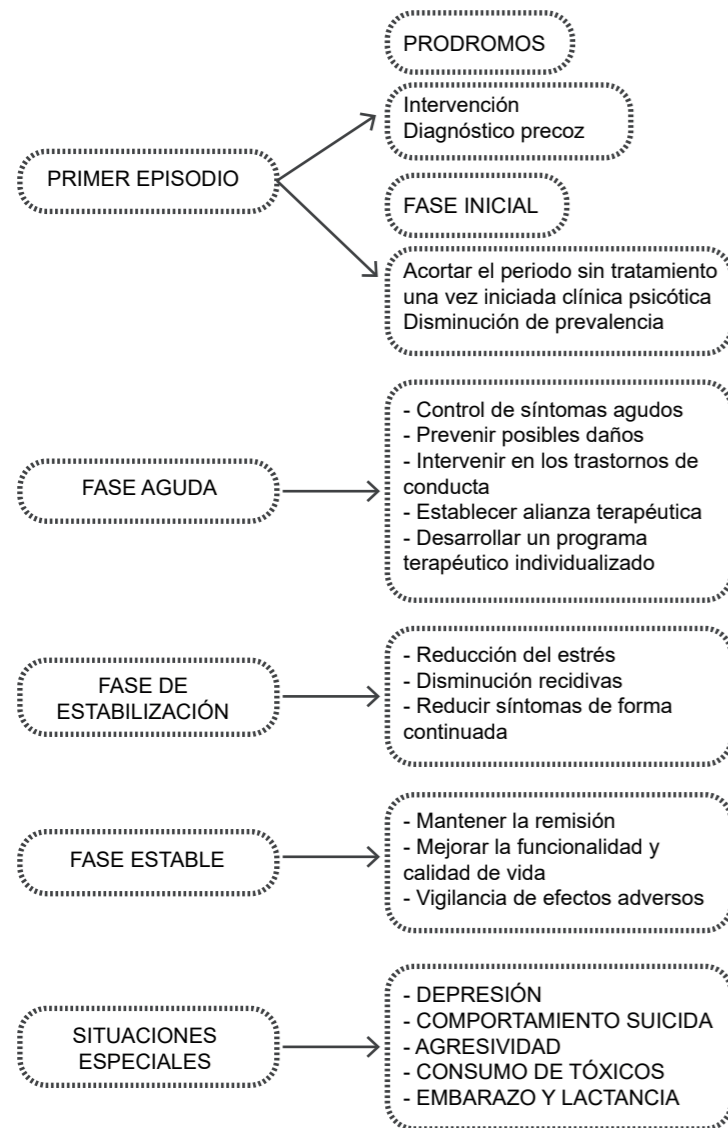 PRODROMOS
Intervención
Diagnóstico precoz
PRIMER EPISODIO
FASE INICIAL
Acortar el periodo sin tratamiento
una vez iniciada clínica psicótica
Disminución de prevalencia
FASE AGUDA
- Control de síntomas agudos
- Prevenir posibles daños
- Intervenir en los trastornos de
conducta
- Establecer alianza terapéutica
- Desarrollar un programa
terapéutico individualizado
FASE DE
ESTABILIZACIÓN
- Reducción del estrés
- Disminución recidivas
- Reducir síntomas de forma
continuada
FASE ESTABLE
- Mantener la remisión
- Mejorar la funcionalidad y
calidad de vida
- Vigilancia de efectos adversos
SITUACIONES
ESPECIALES
- DEPRESIÓN
- COMPORTAMIENTO SUICIDA
- AGRESIVIDAD
- CONSUMO DE TÓXICOS
- EMBARAZO Y LACTANCIA